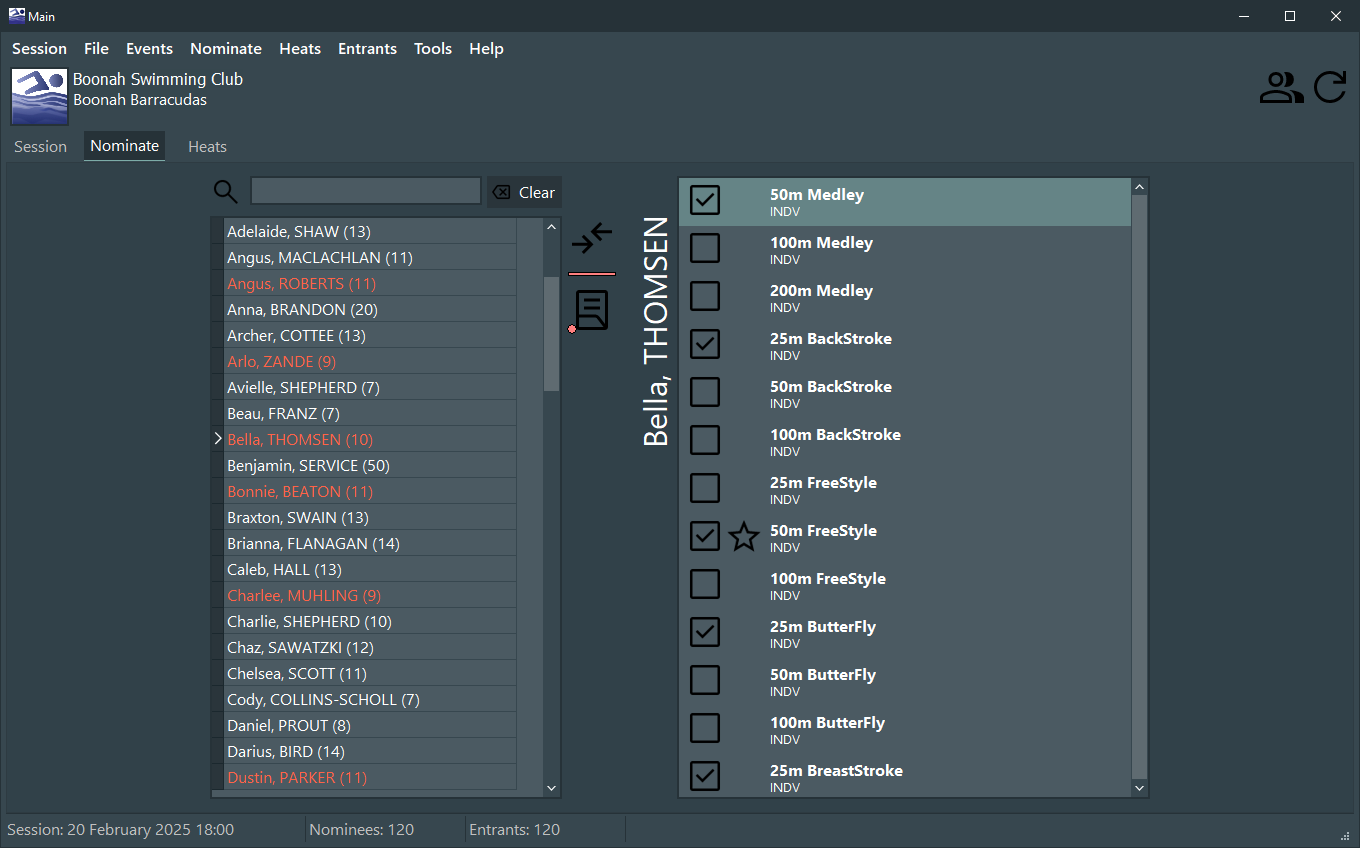 Main
Session File Events Nominate Heats Entrants Tools Help
Boonah Swimming Club
Boonah Barracudas
Session Nominate Heats
Clear
Adelaide, SHAW (13)
Angus, MACLACHLAN (11)
Angus, ROBERTS (11)
Anna, BRANDON (20)
Archer, COTTEE (13)
Arlo, ZANDE (9)
Avielle, SHEPHERD (7)
Beau, FRANZ (7)
Bella, THOMSEN (10)
Benjamin, SERVICE (50)
Bonnie, BEATON (11)
Braxton, SWAIN (13)
Brianna, FLANAGAN (14)
Caleb, HALL (13)
Charlee, MUHLING (9)
Charlie, SHEPHERD (10)
Chaz, SAWATZKI (12)
Chelsea, SCOTT (11)
Cody, COLLINS-SCHOLL (7)
Daniel, PROUT (8)
Darius, BIRD (14)
Dustin, PARKER (11)
Bella, THOMSEN
50m Medley
INDV
100m Medley
INDV
200m Medley
INDV
25m BackStroke
INDV
50m BackStroke
INDV
100m BackStroke
INDV
25m FreeStyle
INDV
50m FreeStyle
INDV
100m FreeStyle
INDV
25m ButterFly
INDV
50m ButterFly
INDV
100m ButterFly
INDV
25m BreastStroke
INDV
Session: 20 February 2025 18:00 Nominees: 120 Entrants: 120